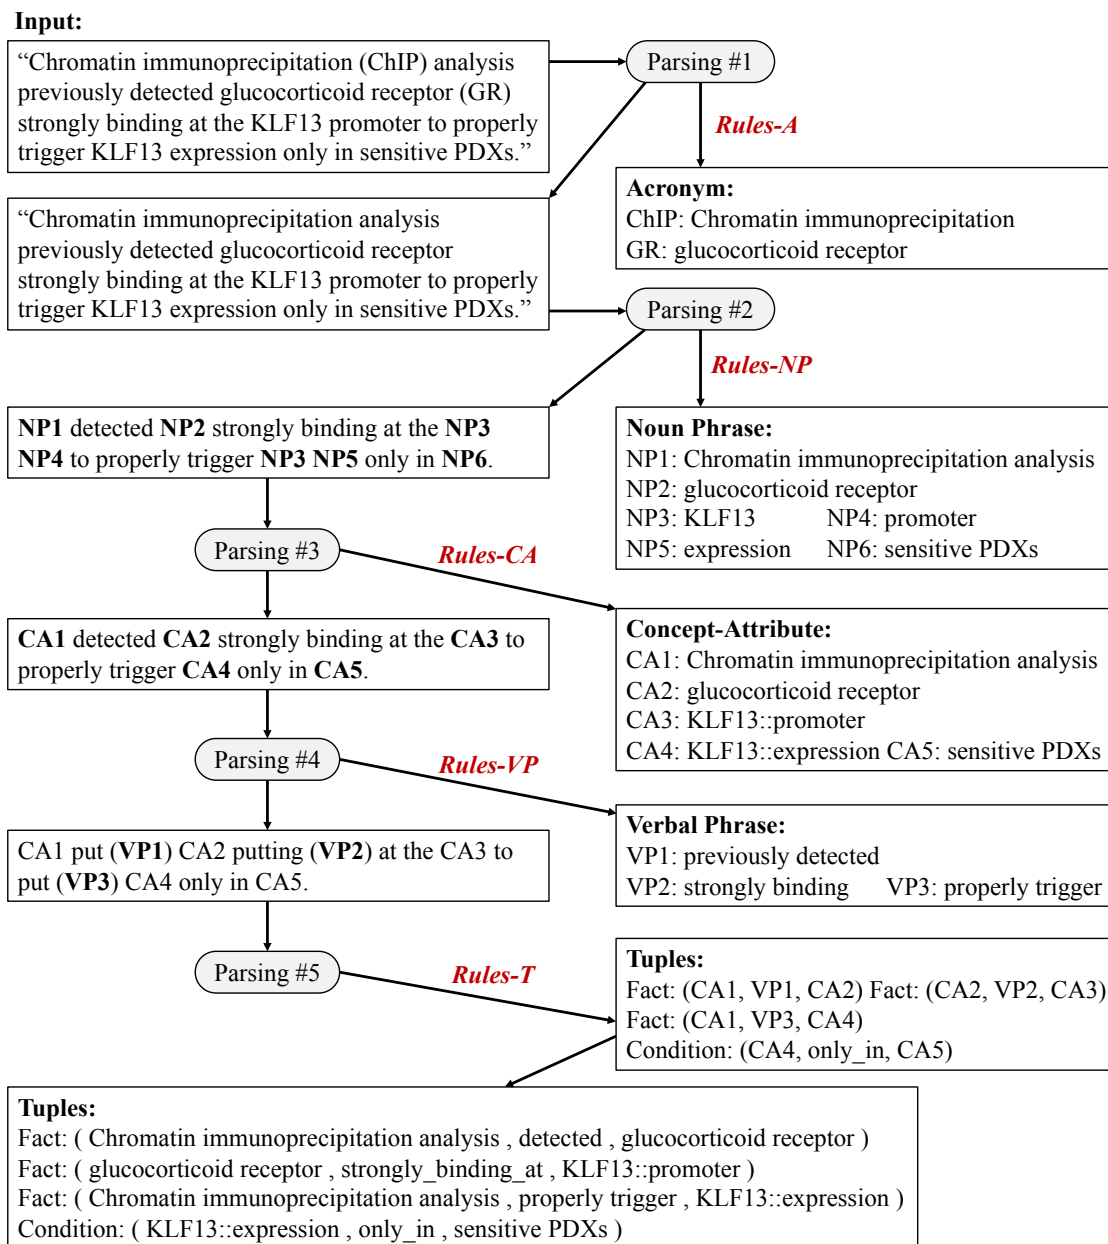 Input:
“Chromatin immunoprecipitation (ChIP) analysis
previously detected glucocorticoid receptor (GR)
strongly binding at the KLF13 promoter to properly
trigger KLF13 expression only in sensitive PDXs.”
Parsing #1
Rules-A
Acronym:
ChIP: Chromatin immunoprecipitation
GR: glucocorticoid receptor
“Chromatin immunoprecipitation analysis
previously detected glucocorticoid receptor
strongly binding at the KLF13 promoter to properly
trigger KLF13 expression only in sensitive PDXs.”
Parsing #2
Rules-NP
Noun Phrase:
NP1: Chromatin immunoprecipitation analysis
NP2: glucocorticoid receptor
NP3: KLF13 NP4: promoter
NP5: expression NP6: sensitive PDXs
NP1 detected NP2 strongly binding at the NP3
NP4 to properly trigger NP3 NP5 only in NP6.
Parsing #3
Rules-CA
Concept-Attribute:
CA1: Chromatin immunoprecipitation analysis
CA2: glucocorticoid receptor
CA3: KLF13::promoter
CA4: KLF13::expression CA5: sensitive PDXs
CA1 detected CA2 strongly binding at the CA3 to
properly trigger CA4 only in CA5.
Parsing #4
Rules-VP
Verbal Phrase:
VP1: previously detected
VP2: strongly binding VP3: properly trigger
CA1 put (VP1) CA2 putting (VP2) at the CA3 to
put (VP3) CA4 only in CA5.
Parsing #5
Rules-T
Tuples:
Fact: (CA1, VP1, CA2) Fact: (CA2, VP2, CA3)
Fact: (CA1, VP3, CA4)
Condition: (CA4, only_in, CA5)
Tuples:
Fact: ( Chromatin immunoprecipitation analysis , detected , glucocorticoid receptor )
Fact: ( glucocorticoid receptor , strongly_binding_at , KLF13::promoter )
Fact: ( Chromatin immunoprecipitation analysis , properly trigger , KLF13::expression )
Condition: ( KLF13::expression , only_in , sensitive PDXs )